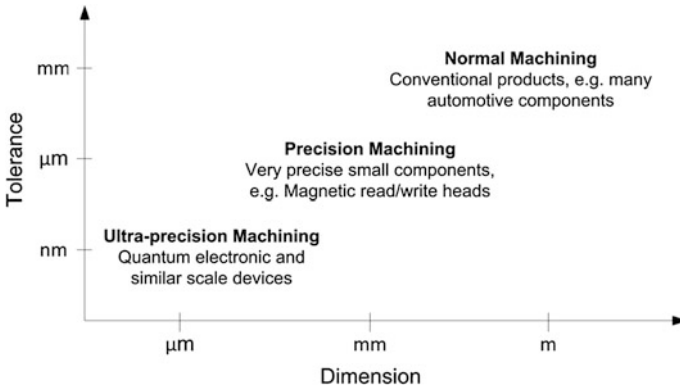 Normal Machining
Conventional products, e.g. many
automotive components
mm
Precision Machining
Very precise small components,
e.g. Magnetic read/write heads
μm
Tolerance
Ultra-precision Machining
Quantum electronic and
similar scale devices
nm
μm
mm
m
Dimension